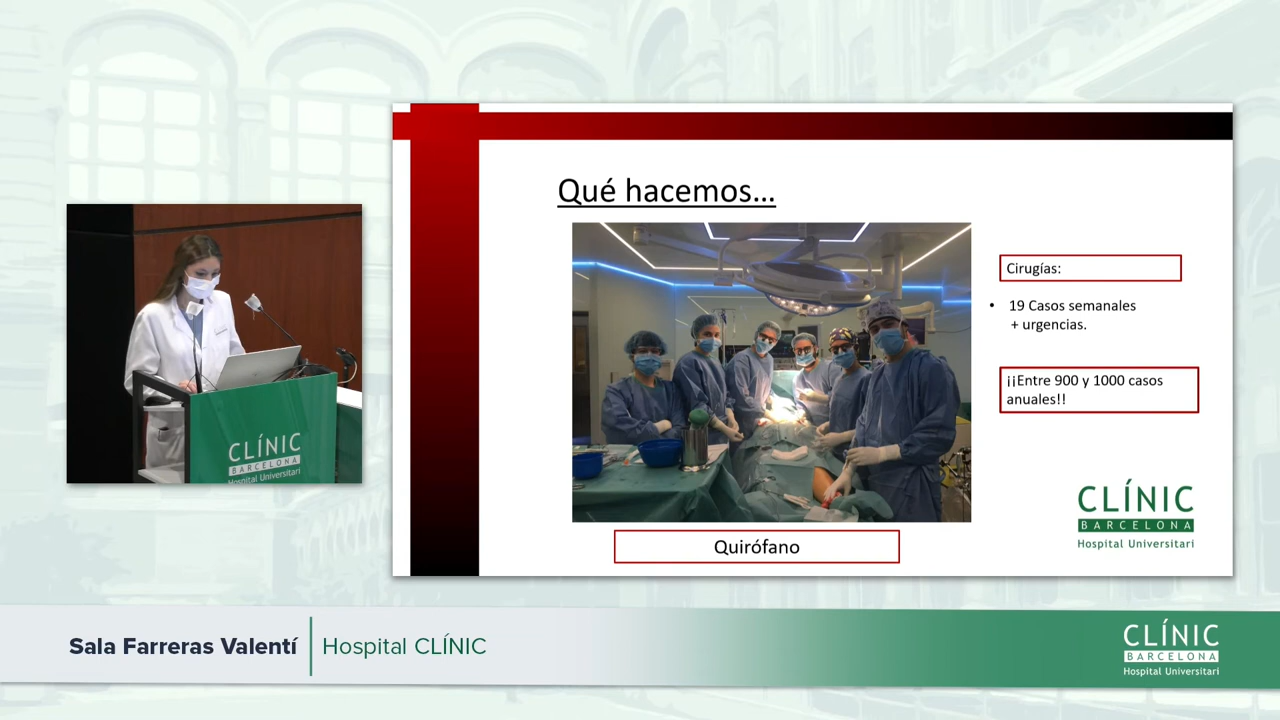 Qué hacemos...
Cirugías:
• 19 Casos semanales
+ urgencias.
¡¡Entre 900 y 1000 casos
anuales!!
Quirófano
CLÍNIC
BARCELONA
Hospital Universitari
CLÍNIC
BARCELONA
Hospital Universitari
Sala Farreras Valentí
Hospital CLÍNIC
CLÍNIC
BARCELONA
Hospital Universitari